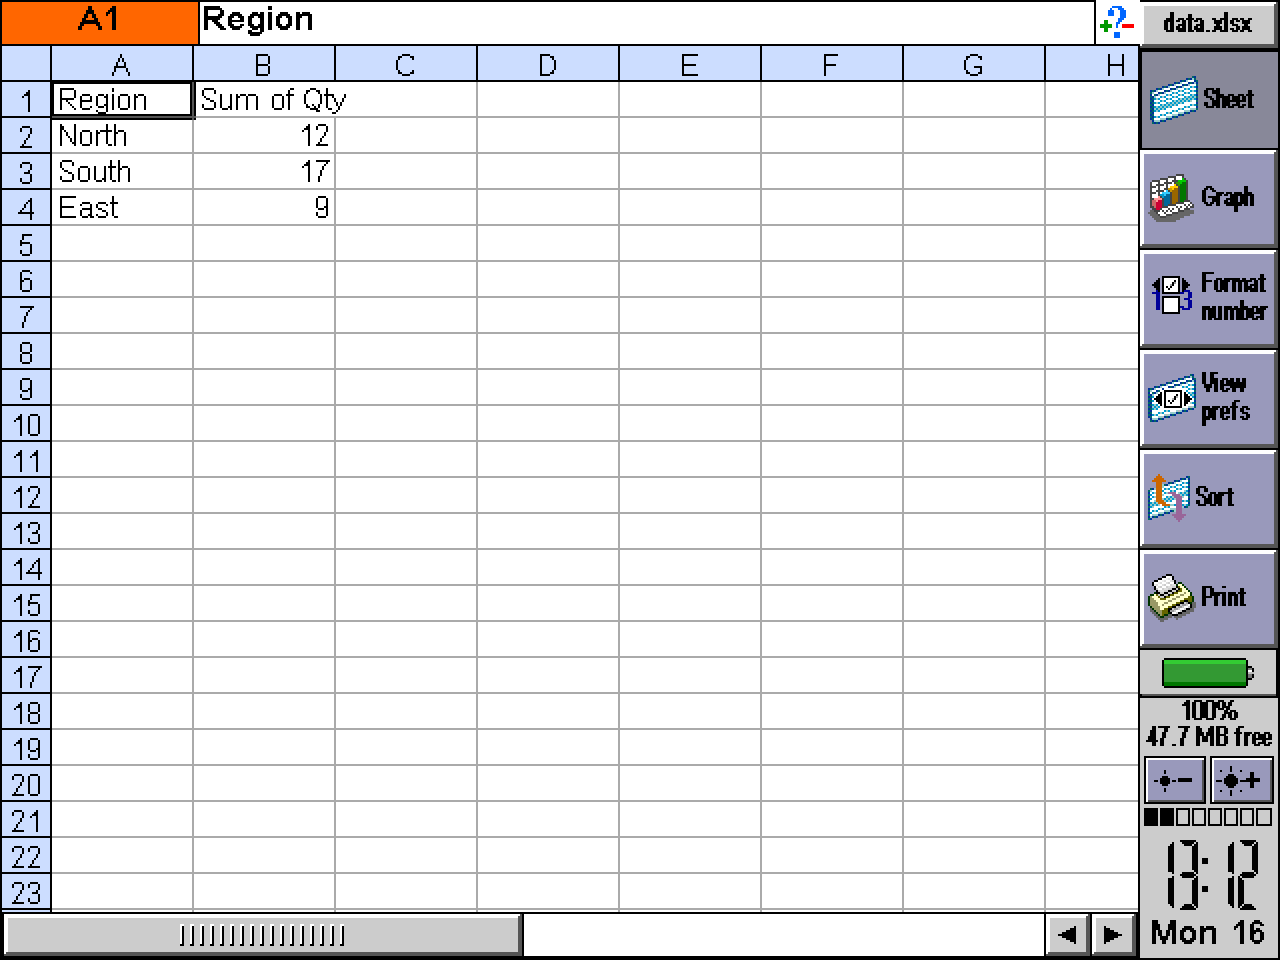 A1 Region data.xlsx
A B C D E F G H
1 Region Sum of Qty
2 North 12
3 South 17
4 East 9
5
6
7
8
9
10
11
12
13
14
15
16
17
18
19
20
21
22
23
Sheet
Graph
Format
number
View
prefs
Sort
Print
100%
47.7 MB free
13:12
Mon 16